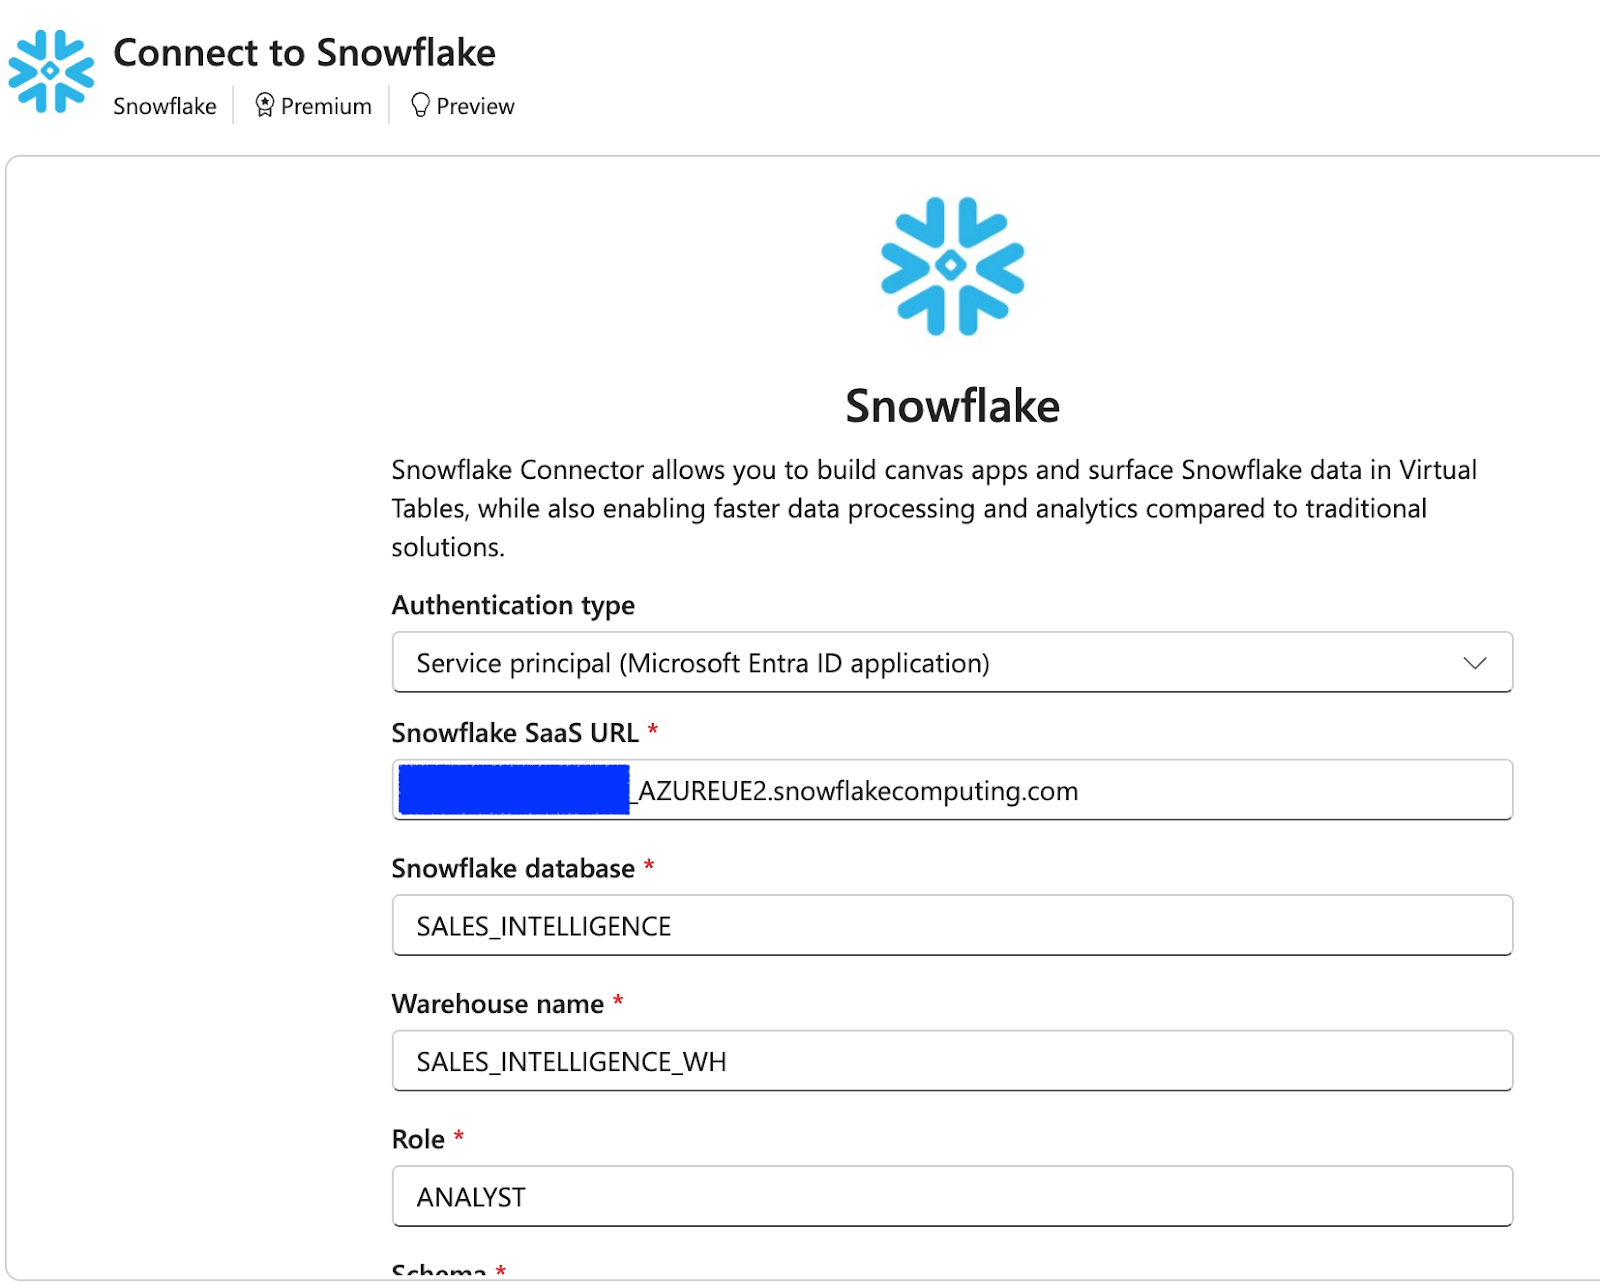 Connect to Snowflake
Snowflake
Premium
Preview
Snowflake
Snowflake Connector allows you to build canvas apps and surface Snowflake data in Virtual
Tables, while also enabling faster data processing and analytics compared to traditional
solutions.
Authentication type
Service principal (Microsoft Entra ID application)
Snowflake SaaS URL *
_AZUREUE2.snowflakecomputing.com
Snowflake database *
SALES_INTELLIGENCE
Warehouse name *
SALES_INTELLIGENCE_WH
Role *
ANALYST
Schema *